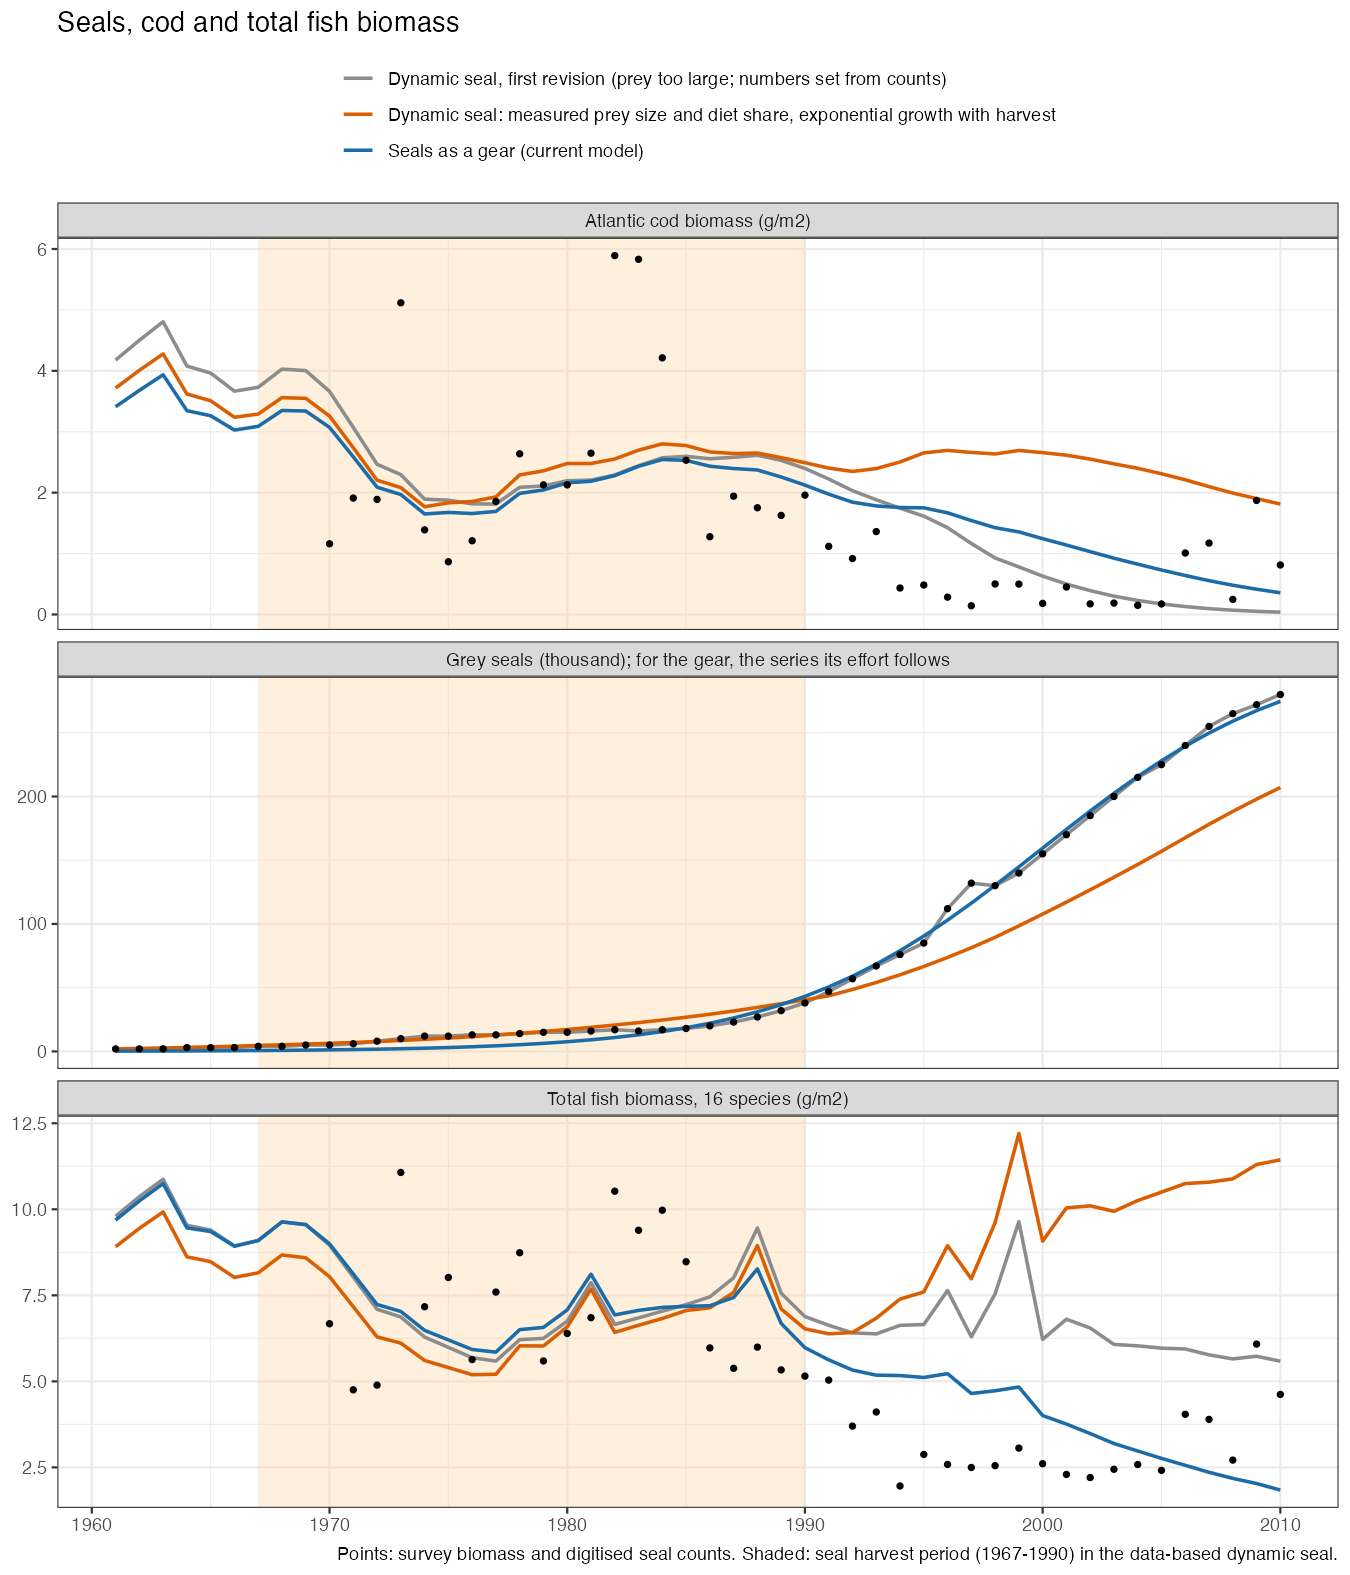 Seals, cod and total fish biomass
Dynamic seal, first revision (prey too large; numbers set from counts)
Dynamic seal: measured prey size and diet share, exponential growth with harvest
Seals as a gear (current model)
Atlantic cod biomass (g/m2)
6
4
2
0
Grey seals (thousand); for the gear, the series its effort follows
200
100
0
Total fish biomass, 16 species (g/m2)
12.5
10.0
7.5
5.0
2.5
1960 1970 1980 1990 2000 2010
Points: survey biomass and digitised seal counts. Shaded: seal harvest period (1967-1990) in the data-based dynamic seal.